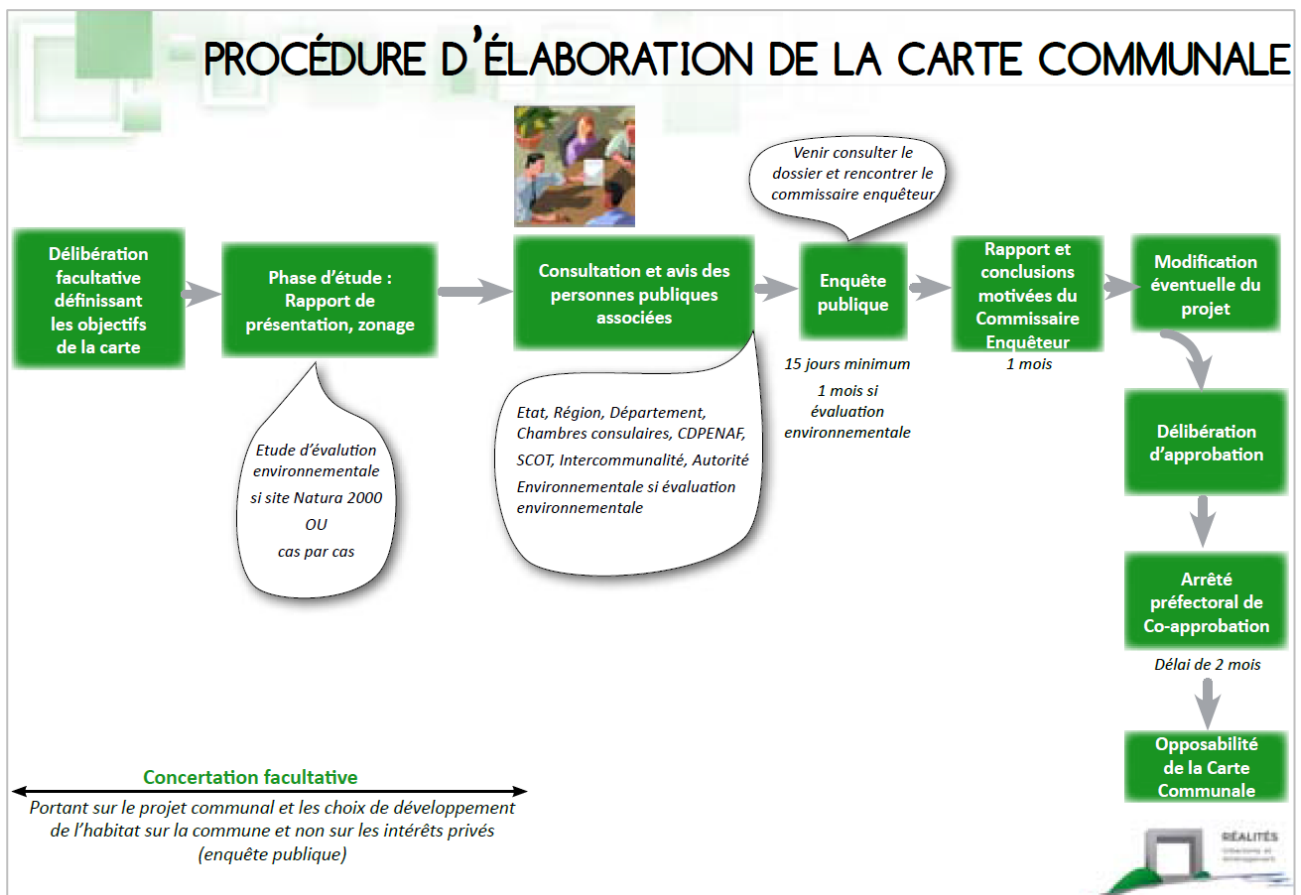 PROCÉDURE D'ÉLABORATION DE LA CARTE COMMUNALE
Venir consulter le
dossier et rencontrer le
commissaire enquêteur
Délibération
facultative
définissant
les objectifs
de la carte
Phase d'étude :
Rapport de
présentation, zonage
Consultation et avis des
personnes publiques
associées
Enquête
publique
Rapport et
conclusions
motivées du
Commissaire
Enquêteur
Modification
éventuelle du
projet
15 jours minimum
1 mois si
évaluation
environnementale
1 mois
Etude d'évalution
environnementale
si site Natura 2000
OU
cas par cas
Etat, Région, Département,
Chambres consulaires, CDPENAF,
SCOT, Intercommunalité, Autorité
Environnementale si évaluation
environnementale
Délibération
d'approbation
Arrêté
préfectoral de
Co-approbation
Délai de 2 mois
Opposabilité
de la Carte
Communale
Concertation facultative
Portant sur le projet communal et les choix de développement
de l'habitat sur la commune et non sur les intérêts privés
(enquête publique)
RÉALITÉS
Urbanisme et
Aménagement